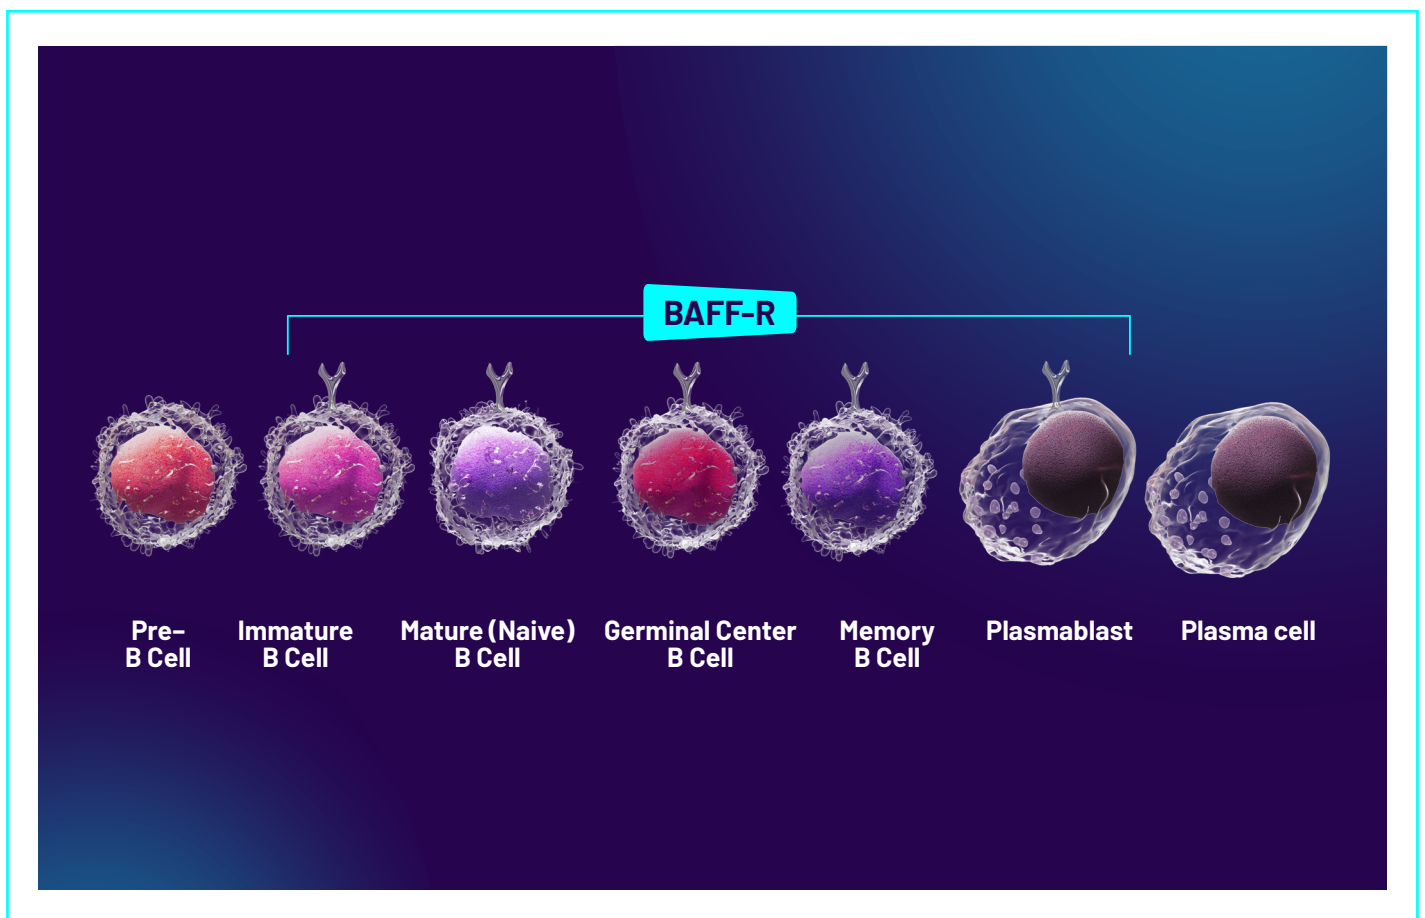 BAFF-R
Pre–
B Cell
Immature
B Cell
Mature (Naive)
B Cell
Germinal Center
B Cell
Memory
B Cell
Plasmablast
Plasma cell